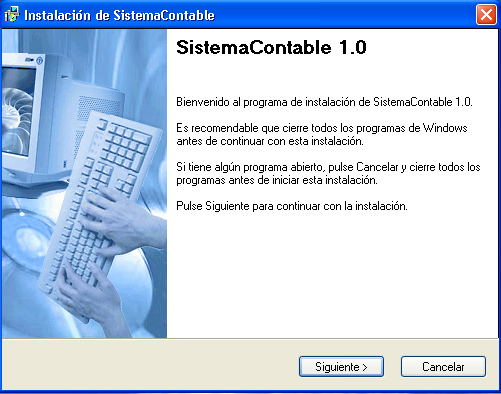 Instalación de SistemaContable
SistemaContable 1.0
Bienvenido al programa de instalación de SistemaContable 1.0.
Es recomendable que cierre todos los programas de Windows
antes de continuar con esta instalación.
Si tiene algún programa abierto, pulse Cancelar y cierre todos los
programas antes de iniciar esta instalación.
Pulse Siguiente para continuar con la instalación.
Siguiente >
Cancelar